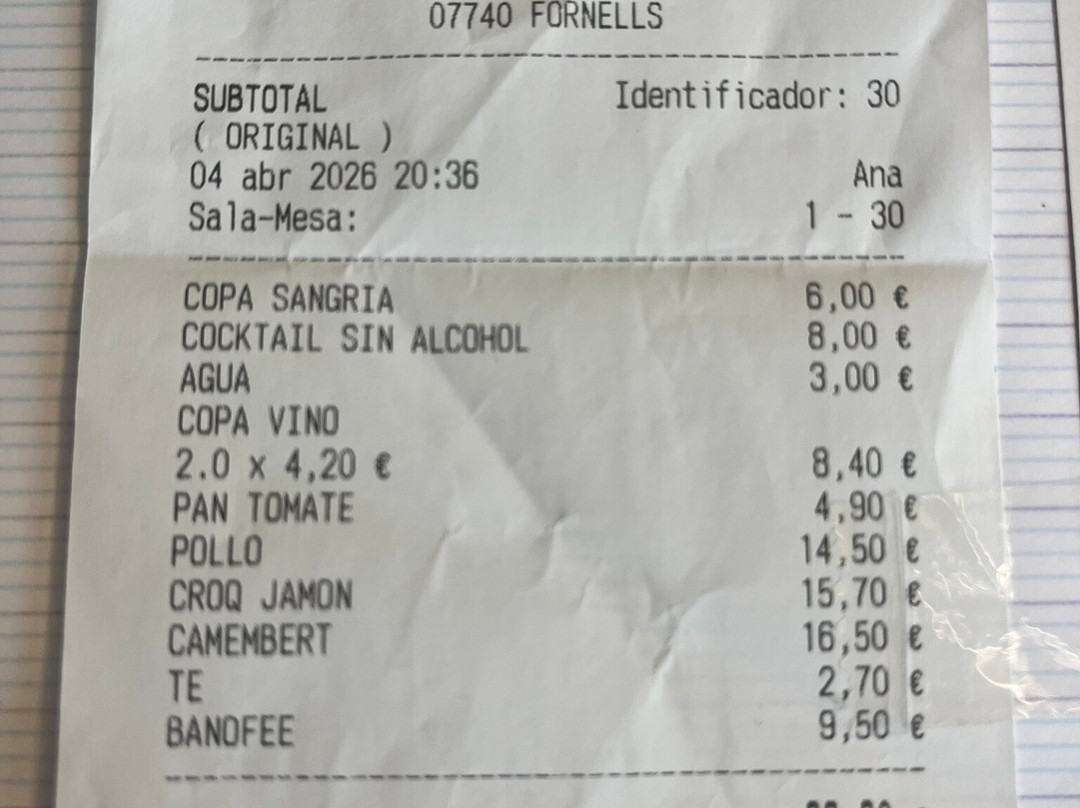 07740 FORNELLS
SUBTOTAL Identificador: 30
( ORIGINAL )
04 abr 2026 20:36 Ana
Sala-Mesa: 1 - 30
COPA SANGRIA 6,00 €
COCKTAIL SIN ALCOHOL 8,00 €
AGUA 3,00 €
COPA VINO
2.0 x 4,20 € 8,40 €
PAN TOMATE 4,90 €
POLLO 14,50 €
CROQ JAMON 15,70 €
CAMEMBERT 16,50 €
TE 2,70 €
BANOFEE 9,50 €